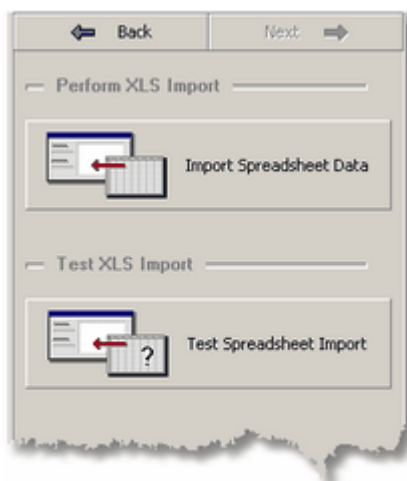 Back Next
Perform XLS Import
Import Spreadsheet Data
Test XLS Import
?
Test Spreadsheet Import